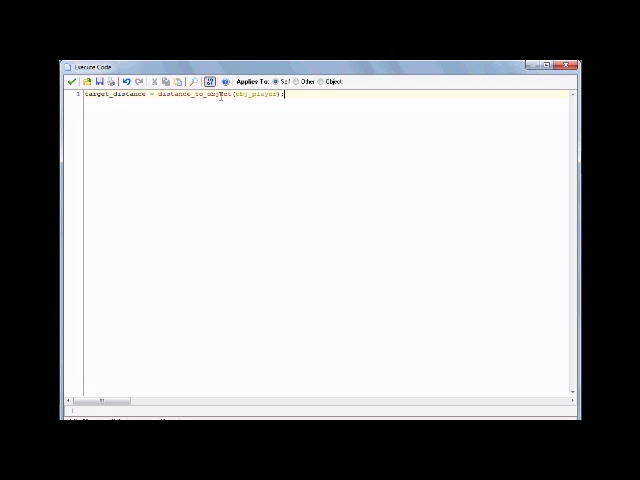 Execute Code
Applies To: Self Other Object:
1 target_distance = distance_to_object(obj_player);